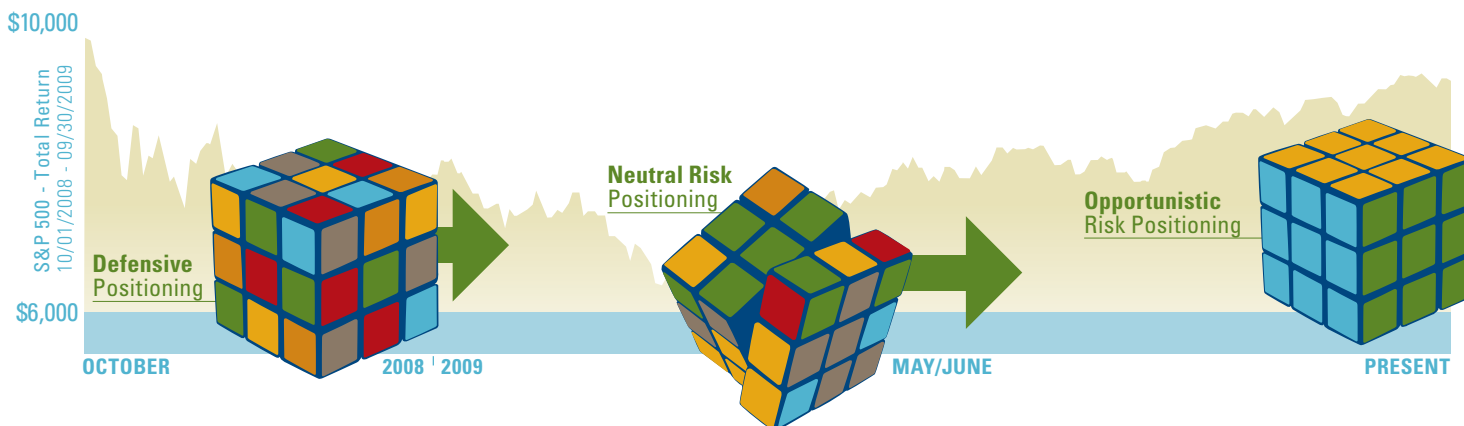 $10,000
S&P 500 - Total Return
10/01/2008 - 09/30/2009
$6,000
Defensive
Positioning
Neutral Risk
Positioning
Opportunistic
Risk Positioning
OCTOBER
2008 | 2009
MAY/JUNE
PRESENT